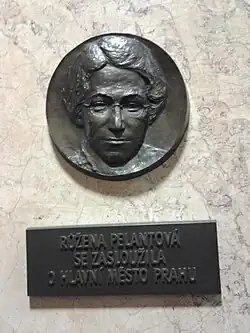 RŮŽENA PELANTOVÁ
SE ZASLOUŽILA
O HLAVNÍ MĚSTO PRAHU